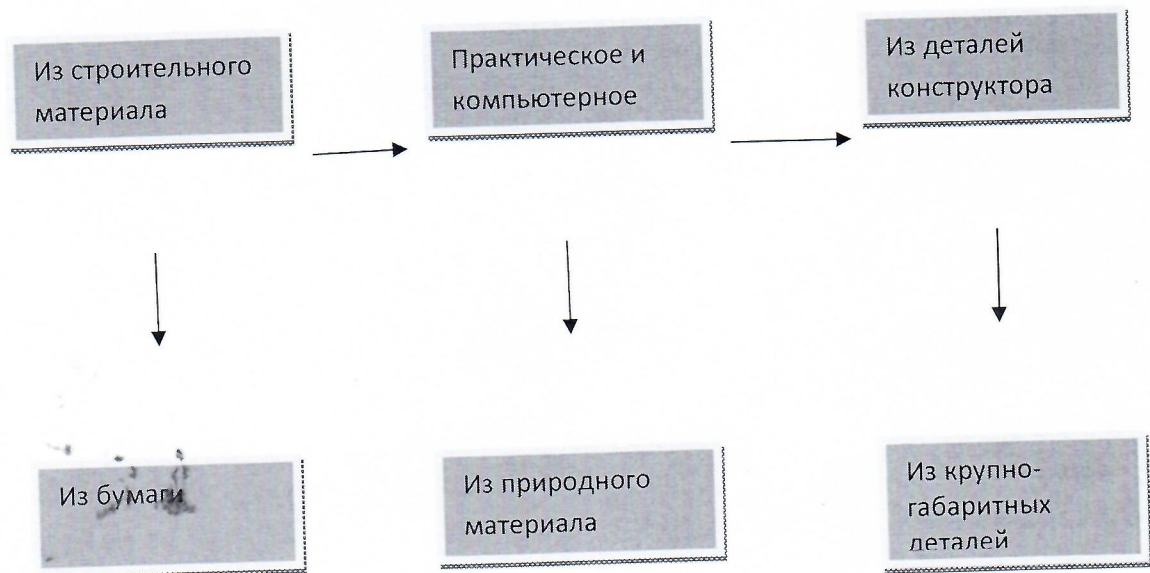 Из строительного
материала
Практическое и
компьютерное
Из деталей
конструктора
Из бумаги
Из природного
материала
Из крупно-
габаритных
деталей